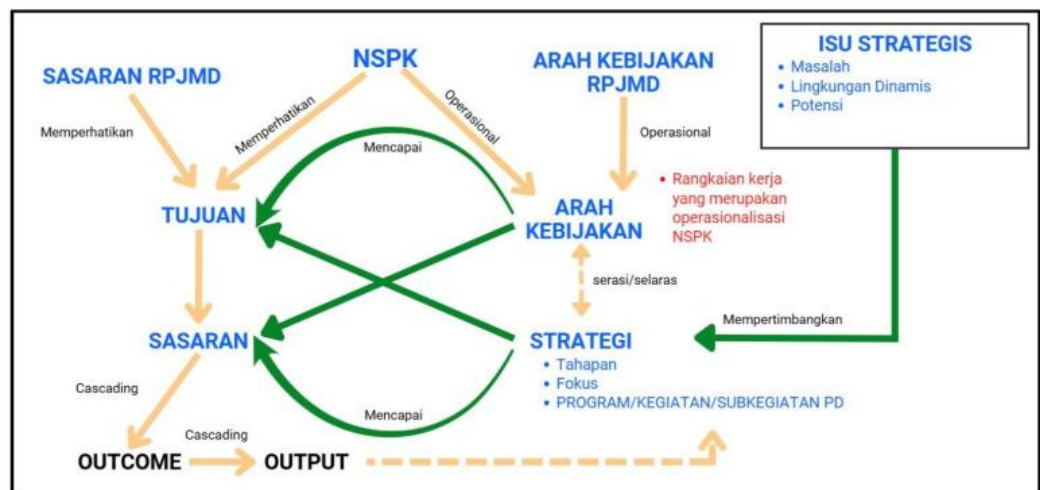 SASARAN RPJMD
NSPK
ARAH KEBIJAKAN
RPJMD
ISU STRATEGIS
• Masalah
• Lingkungan Dinamis
• Potensi
Memperhatikan
Memperhatikan
Operasional
Operasional
Mencapai
• Rangkaian kerja
yang merupakan
operasionalisasi
NSPK
TUJUAN
ARAH
KEBIJAKAN
serasi/selaras
Mempertimbangkan
SASARAN
STRATEGI
• Tahapan
• Fokus
• PROGRAM/KEGIATAN/SUBKEGIATAN PD
Cascading
Mencapai
Cascading
OUTCOME
OUTPUT